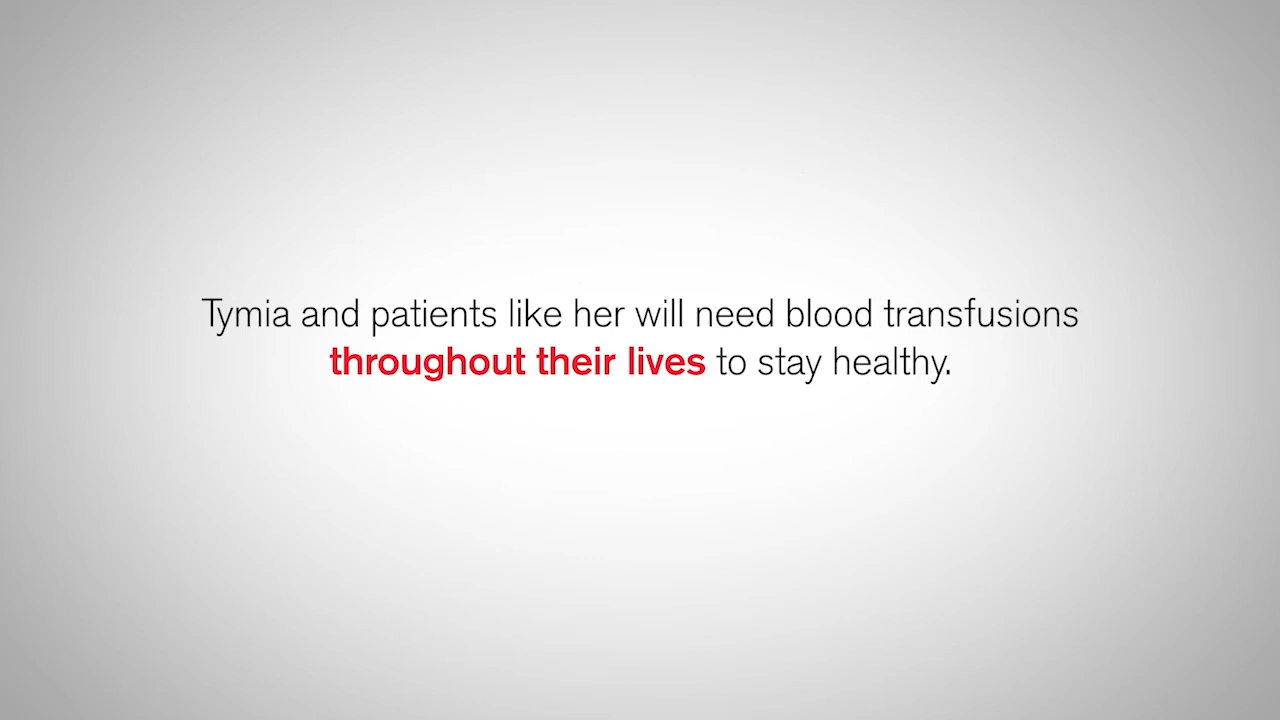 Tymia and patients like her will need blood transfusions
throughout their lives to stay healthy.